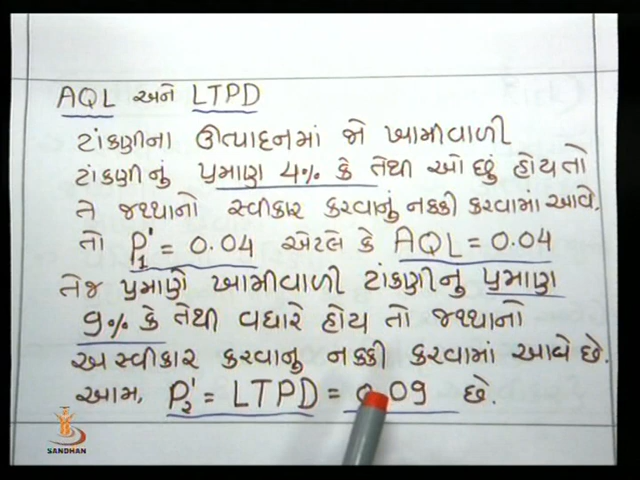 AQL અને LTPD
ટાંકણીના ઉત્પાદનમાં જો ખામીવાળી
ટાંકણીનું પ્રમાણ 4% કે તેથી ઓછું હોય તો
તે જથ્થાનો સ્વીકાર કરવાનું નક્કી કરવામાં આવે.
તો P₁' = 0.04 એટલે કે AQL = 0.04
તેજ પ્રમાણે ખામીવાળી ટાંકણીનું પ્રમાણ
9% કે તેથી વધારે હોય તો જથ્થાનો
અસ્વીકાર કરવાનું નક્કી કરવામાં આવે છે.
આમ, P₂' = LTPD = 0.09 છે.
SANDHAN